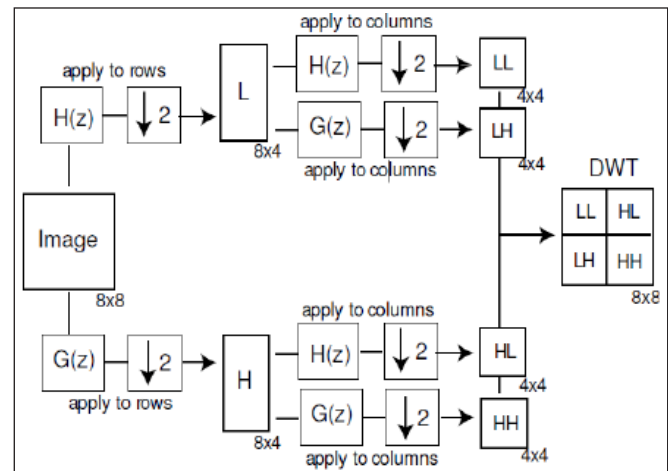 apply to columns
apply to rows
H(z)
2
L
8x4
H(z)
2
LL
4x4
G(z)
2
LH
4x4
apply to columns
Image
8x8
DWT
LL HL
LH HH
8x8
apply to columns
G(z)
2
apply to rows
H
8x4
H(z)
2
HL
4x4
apply to columns
G(z)
2
HH
4x4